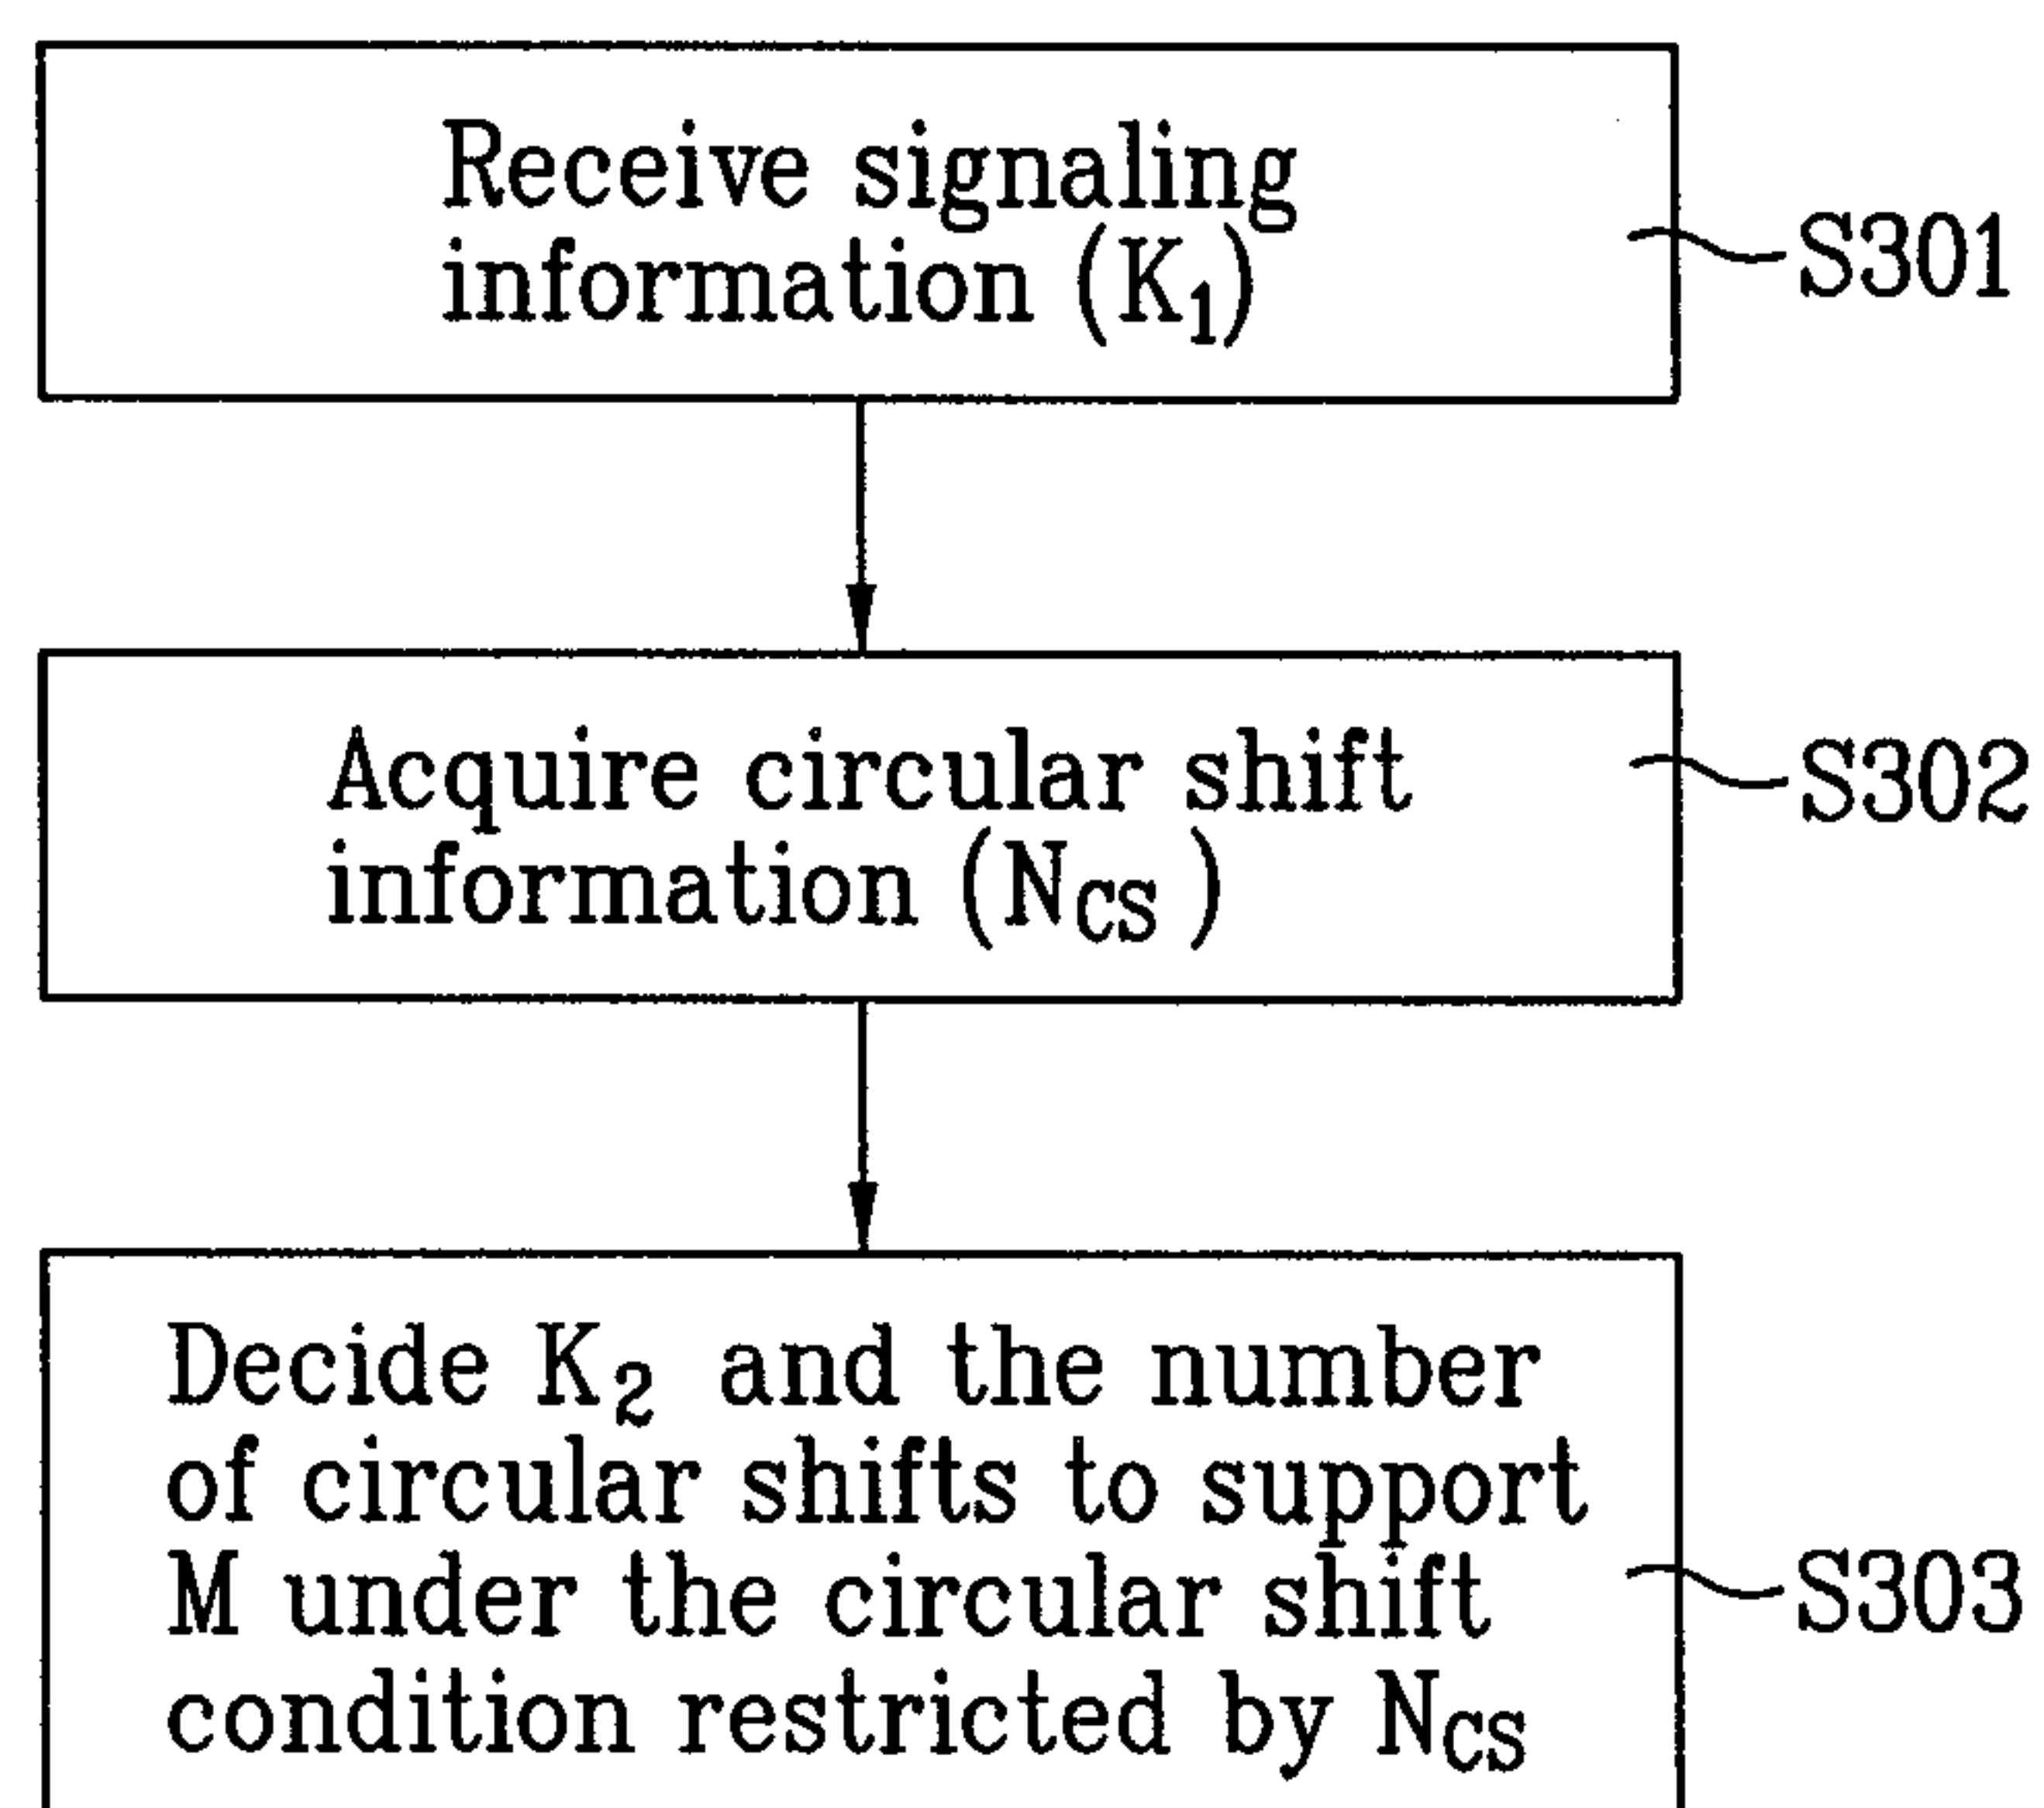 Receive signaling
information (K₁)
S301
Acquire circular shift
information (N_CS)
S302
Decide K₂ and the number
of circular shifts to support
M under the circular shift
condition restricted by N_CS
S303